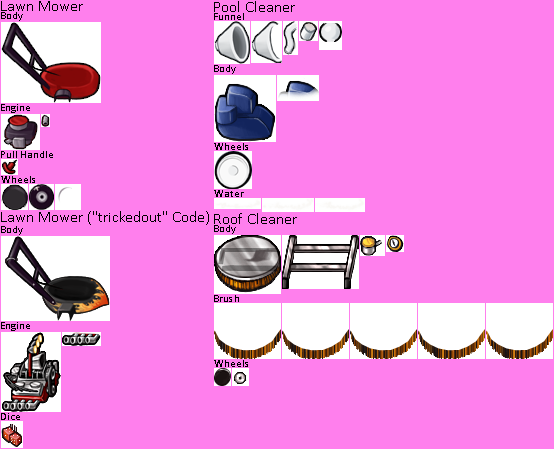 Lawn Mower
Body
Engine
Pull Handle
Wheels
Lawn Mower ("trickedout" Code)
Body
Engine
Dice
Pool Cleaner
Funnel
Body
Wheels
Water
Roof Cleaner
Body
Brush
Wheels